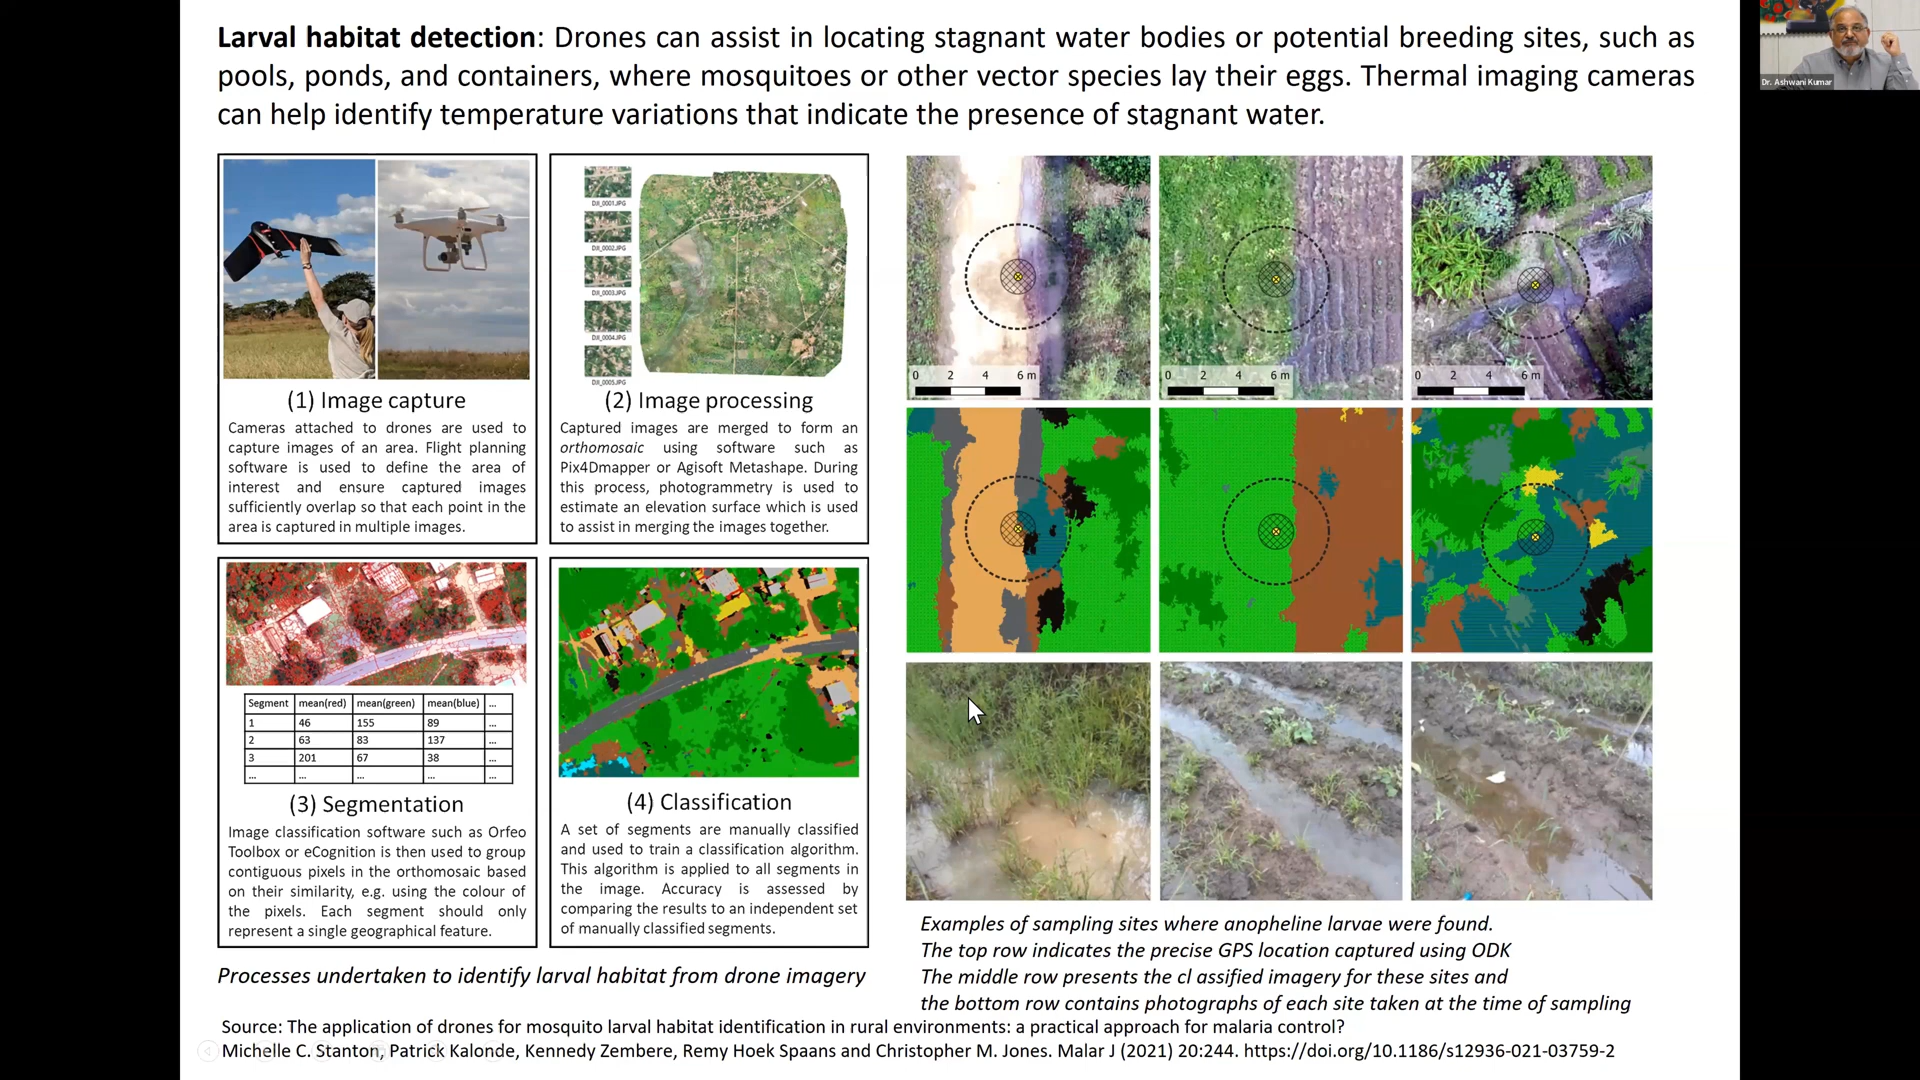 Larval habitat detection: Drones can assist in locating stagnant water bodies or potential breeding sites, such as
pools, ponds, and containers, where mosquitoes or other vector species lay their eggs. Thermal imaging cameras
can help identify temperature variations that indicate the presence of stagnant water.
Dr. Ashwani Kumar
(1) Image capture
Cameras attached to drones are used to
capture images of an area. Flight planning
software is used to define the area of
interest and ensure captured images
sufficiently overlap so that each point in the
area is captured in multiple images.
DJI_0001.JPG
DJI_0002.JPG
DJI_0003.JPG
DJI_0004.JPG
DJI_0005.JPG
(2) Image processing
Captured images are merged to form an
orthomosaic using software such as
Pix4Dmapper or Agisoft Metashape. During
this process, photogrammetry is used to
estimate an elevation surface which is used
to assist in merging the images together.
Segment mean(red) mean(green) mean(blue) ...
1 46 155 89 ...
2 63 83 137 ...
3 201 67 38 ...
... ... ... ... ...
(3) Segmentation
Image classification software such as Orfeo
Toolbox or eCognition is then used to group
contiguous pixels in the orthomosaic based
on their similarity, e.g. using the colour of
the pixels. Each segment should only
represent a single geographical feature.
(4) Classification
A set of segments are manually classified
and used to train a classification algorithm.
This algorithm is applied to all segments in
the image. Accuracy is assessed by
comparing the results to an independent set
of manually classified segments.
Processes undertaken to identify larval habitat from drone imagery
0 2 4 6 m
0 2 4 6 m
0 2 4 6 m
Examples of sampling sites where anopheline larvae were found.
The top row indicates the precise GPS location captured using ODK
The middle row presents the cl assified imagery for these sites and
the bottom row contains photographs of each site taken at the time of sampling
Source: The application of drones for mosquito larval habitat identification in rural environments: a practical approach for malaria control?
Michelle C. Stanton, Patrick Kalonde, Kennedy Zembere, Remy Hoek Spaans and Christopher M. Jones. Malar J (2021) 20:244. https://doi.org/10.1186/s12936-021-03759-2